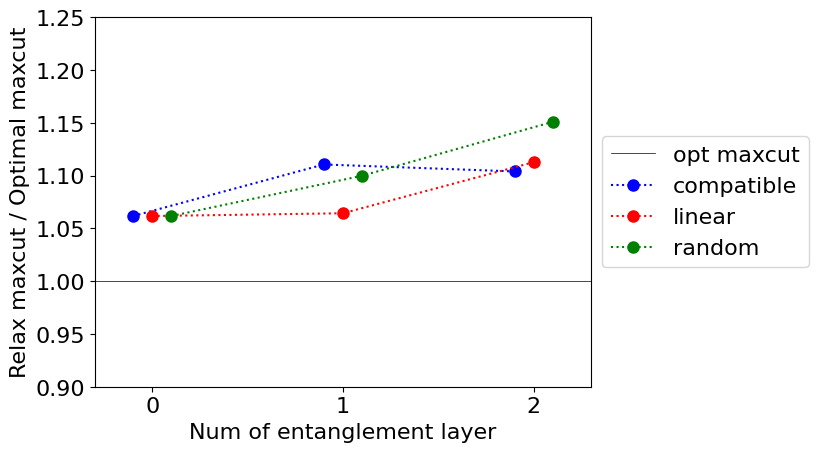 Relax maxcut / Optimal maxcut
1.25
1.20
1.15
1.10
1.05
1.00
0.95
0.90
0
1
2
Num of entanglement layer
opt maxcut
compatible
linear
random